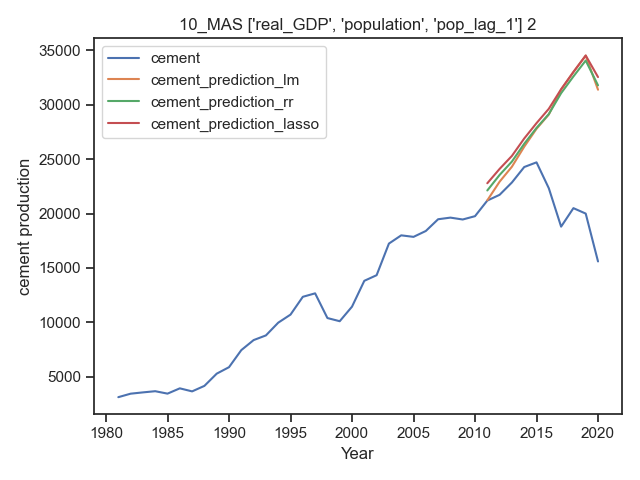 10_MAS ['real_GDP', 'population', 'pop_lag_1'] 2
35000
30000
25000
20000
15000
10000
5000
cement production
cement
cement_prediction_lm
cement_prediction_rr
cement_prediction_lasso
1980 1985 1990 1995 2000 2005 2010 2015 2020
Year